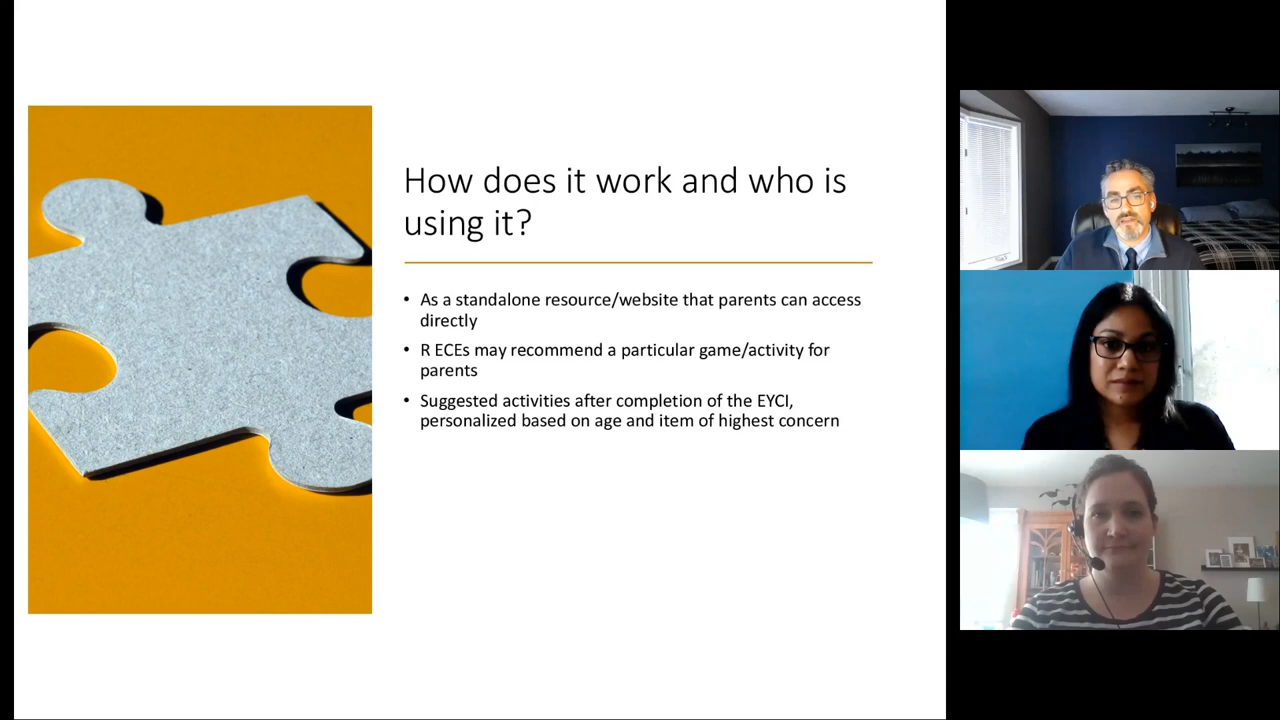 How does it work and who is
using it?
• As a standalone resource/website that parents can access
directly
• R ECEs may recommend a particular game/activity for
parents
• Suggested activities after completion of the EYCI,
personalized based on age and item of highest concern